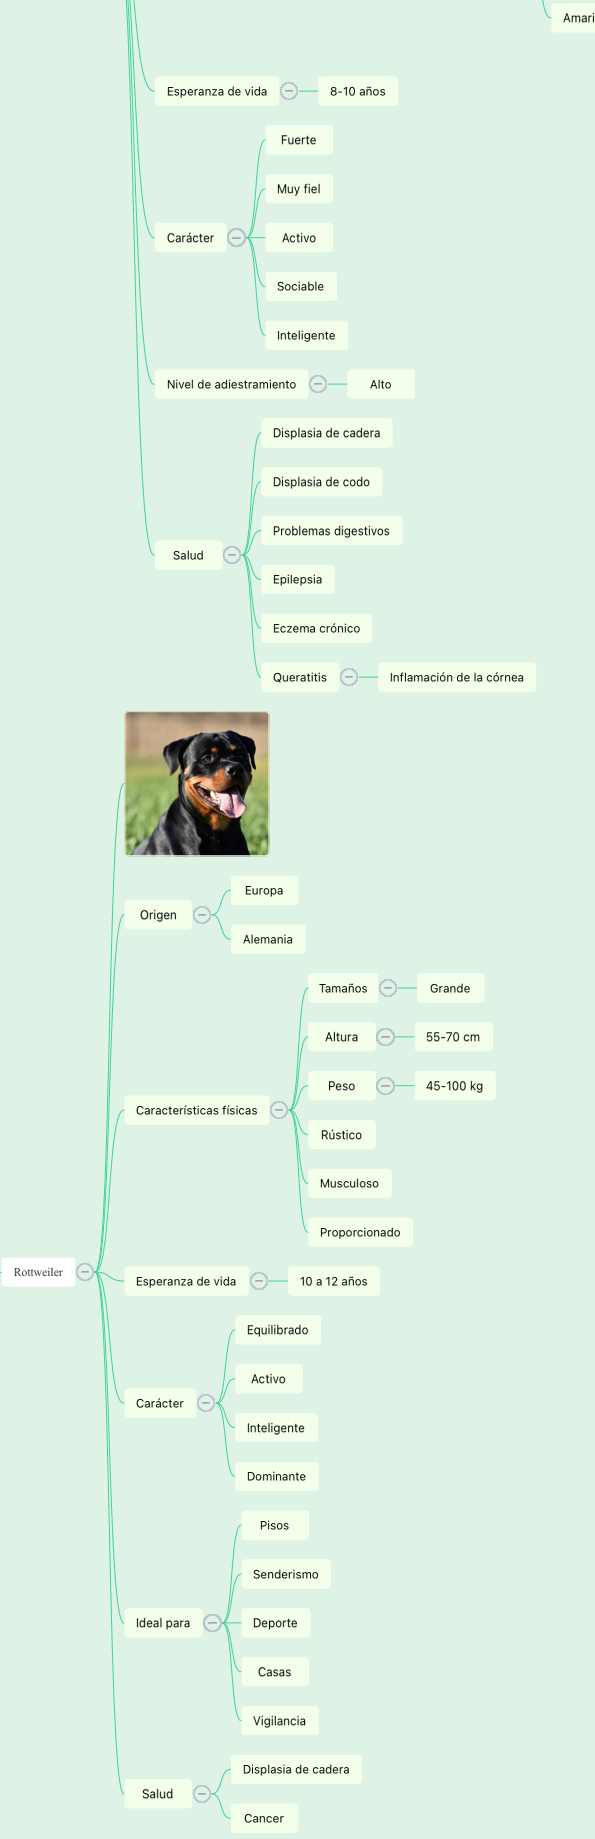 Amari
Esperanza de vida
8-10 años
Carácter
Fuerte
Muy fiel
Activo
Sociable
Inteligente
Nivel de adiestramiento
Alto
Salud
Displasia de cadera
Displasia de codo
Problemas digestivos
Epilepsia
Eczema crónico
Queratitis
Inflamación de la córnea
Rottweiler
Origen
Europa
Alemania
Características físicas
Tamaños
Grande
Altura
55-70 cm
Peso
45-100 kg
Rústico
Musculoso
Proporcionado
Esperanza de vida
10 a 12 años
Carácter
Equilibrado
Activo
Inteligente
Dominante
Ideal para
Pisos
Senderismo
Deporte
Casas
Vigilancia
Salud
Displasia de cadera
Cancer